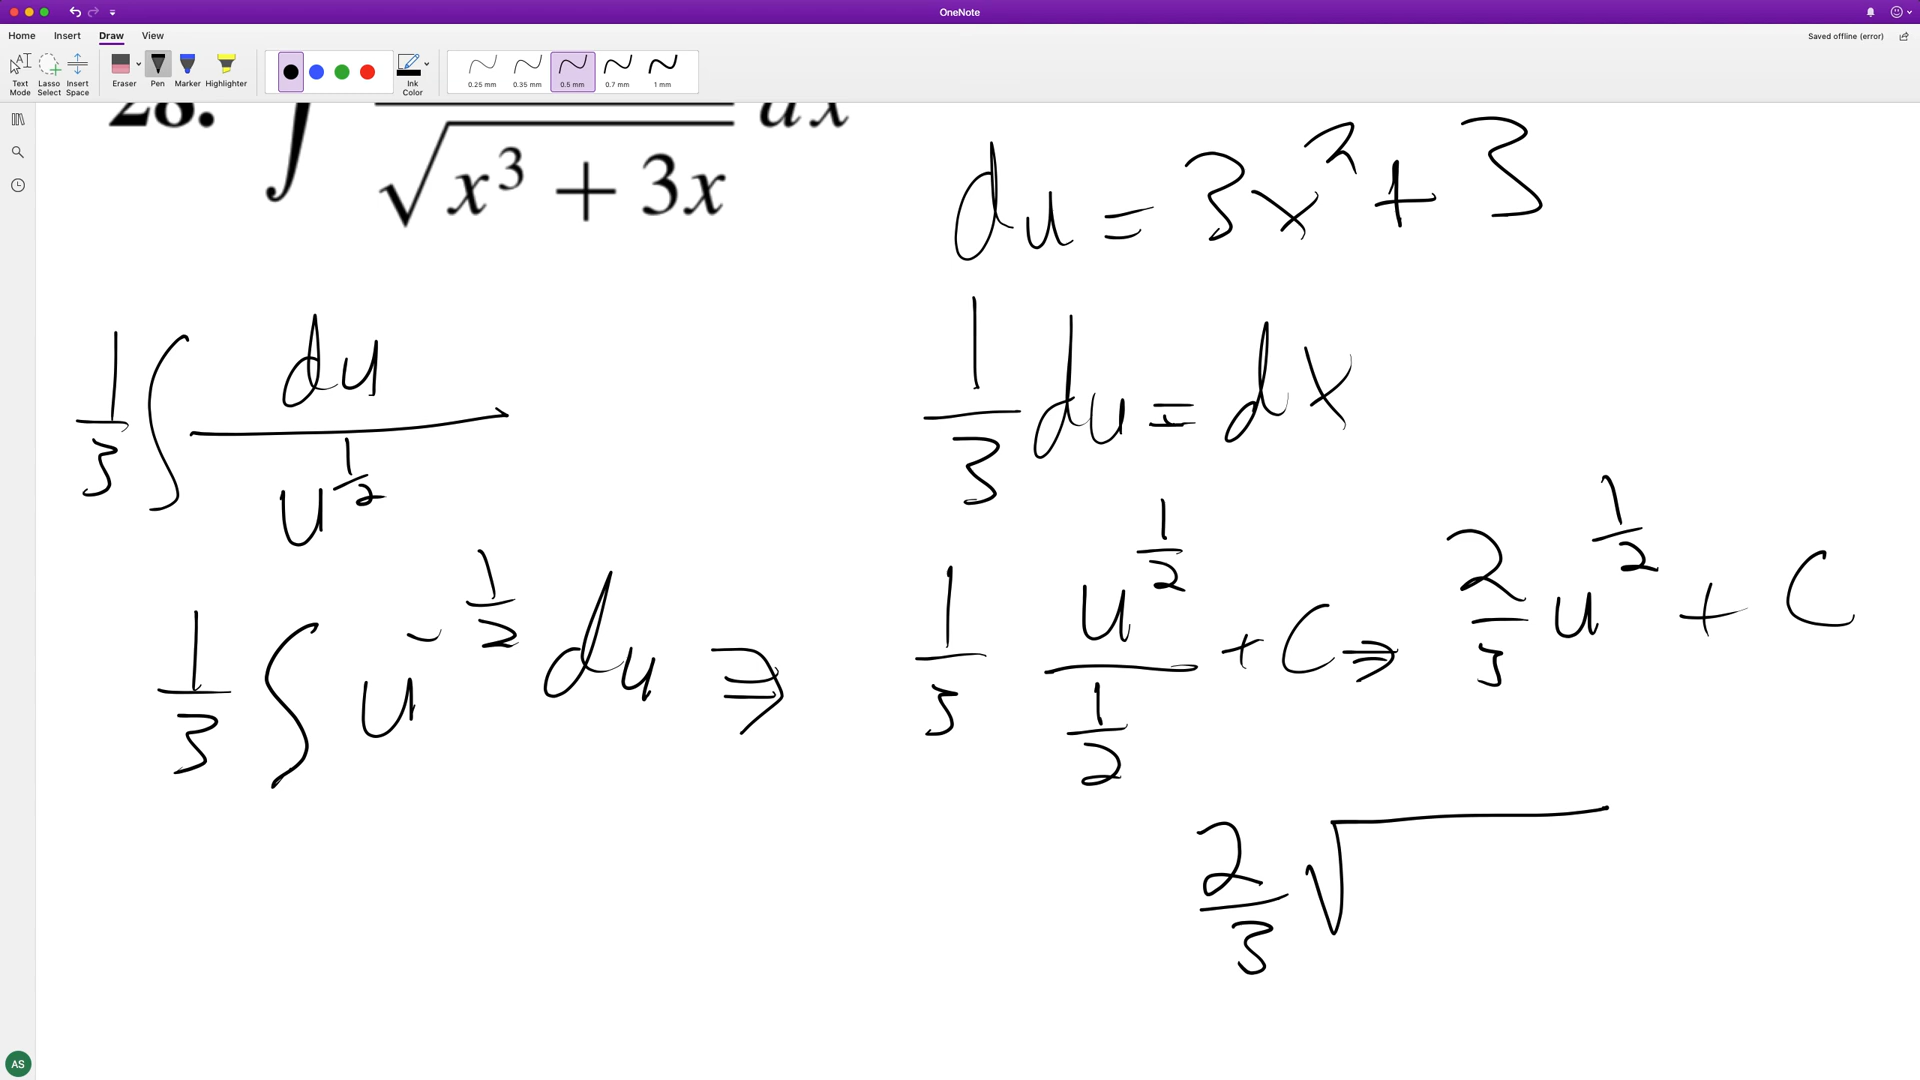 OneNote
Home Insert Draw View
Saved offline (error)
Text Mode Lasso Select Insert Space Eraser Pen Marker Highlighter Ink Color 0.25 mm 0.35 mm 0.5 mm 0.7 mm 1 mm
28. ∫ √(x³ + 3x) dx
du = 3x² + 3
1/3 ∫ du / u^(1/2)
1/3 du = dx
1/3 ∫ u^(-1/2) du ⇒ 1/3 u^(1/2) / (1/2) + C ⇒ 2/3 u^(1/2) + C
2/3 √
AS